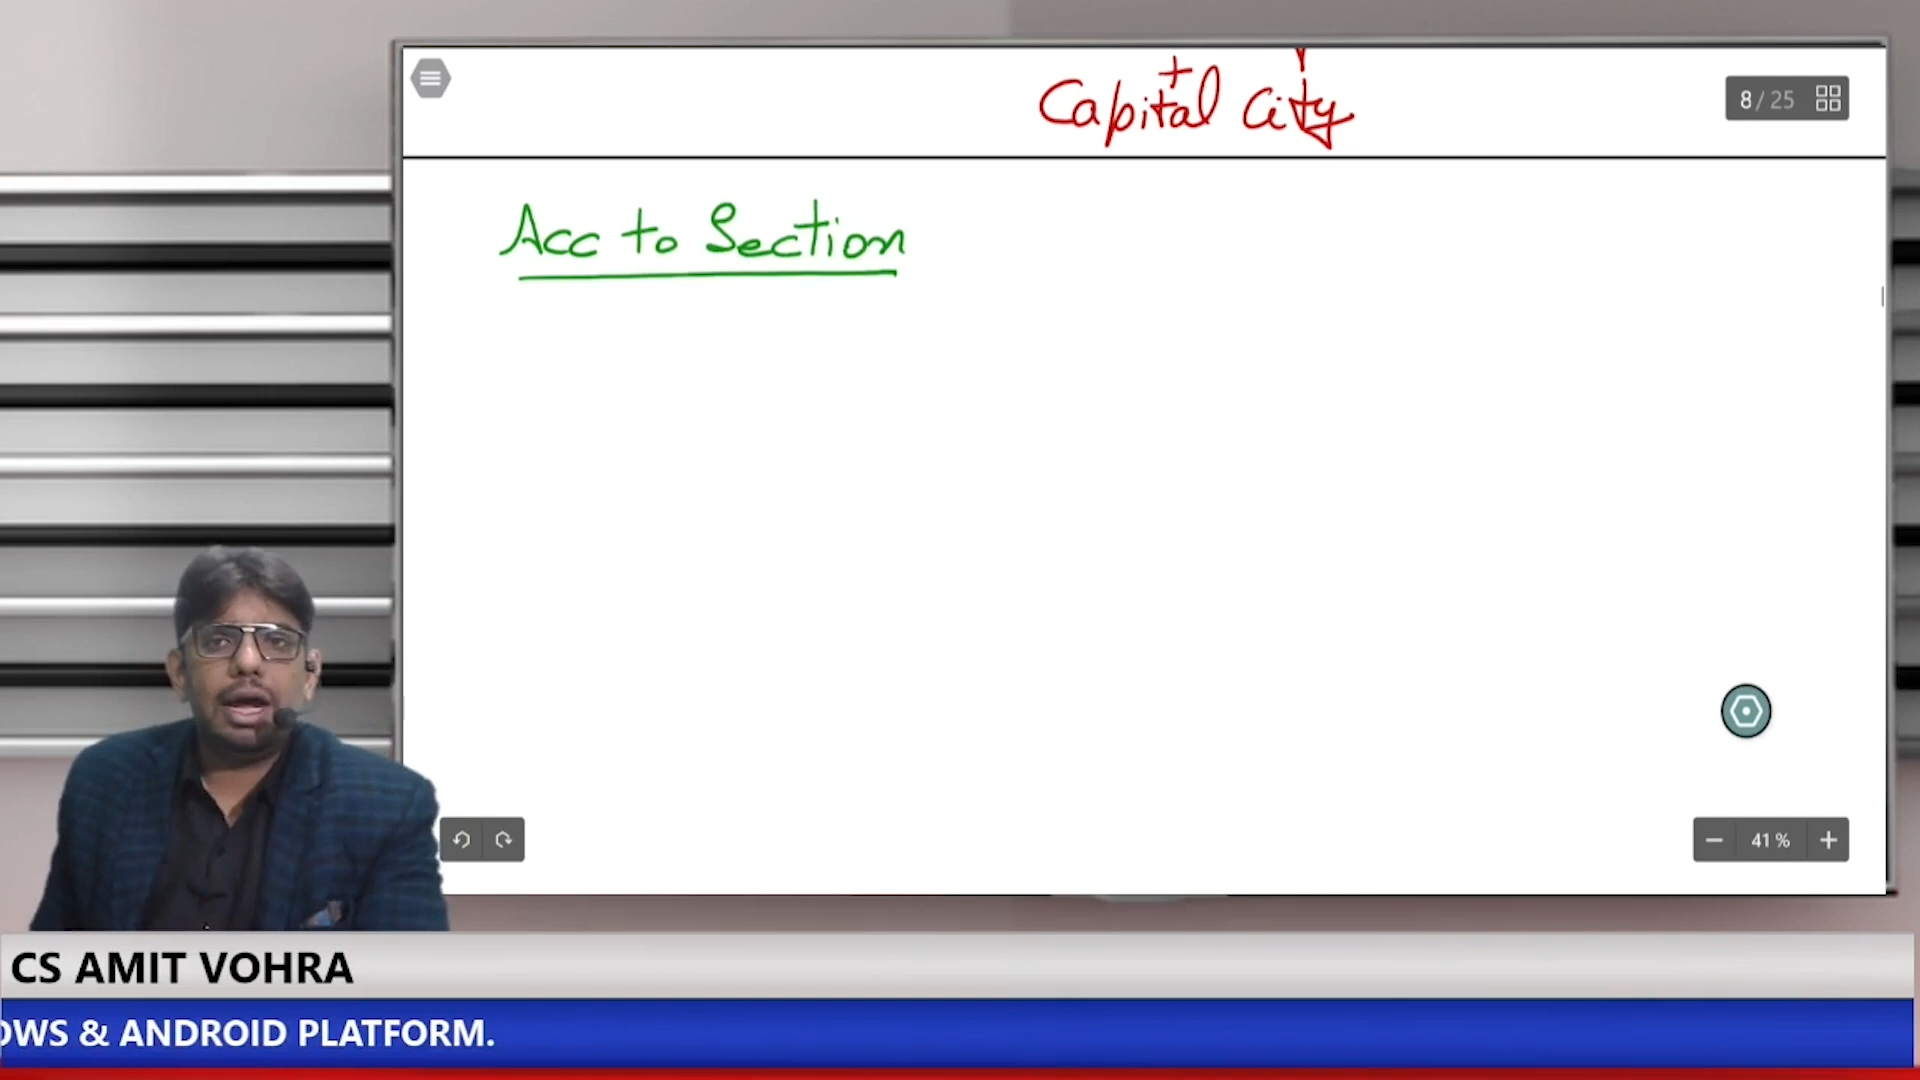 +
Capital City
8 / 25
Acc to Section
41 %
CS AMIT VOHRA
OWS & ANDROID PLATFORM.